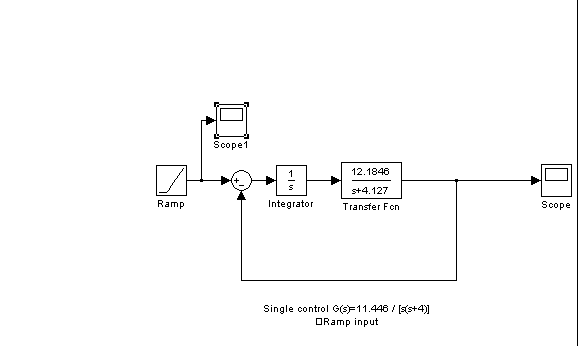 Scope1
+
−
1
s
12.1846
s+4.127
Ramp
Integrator
Transfer Fcn
Scope
Single control G(s)=11.446 / [s(s+4)]
□Ramp input